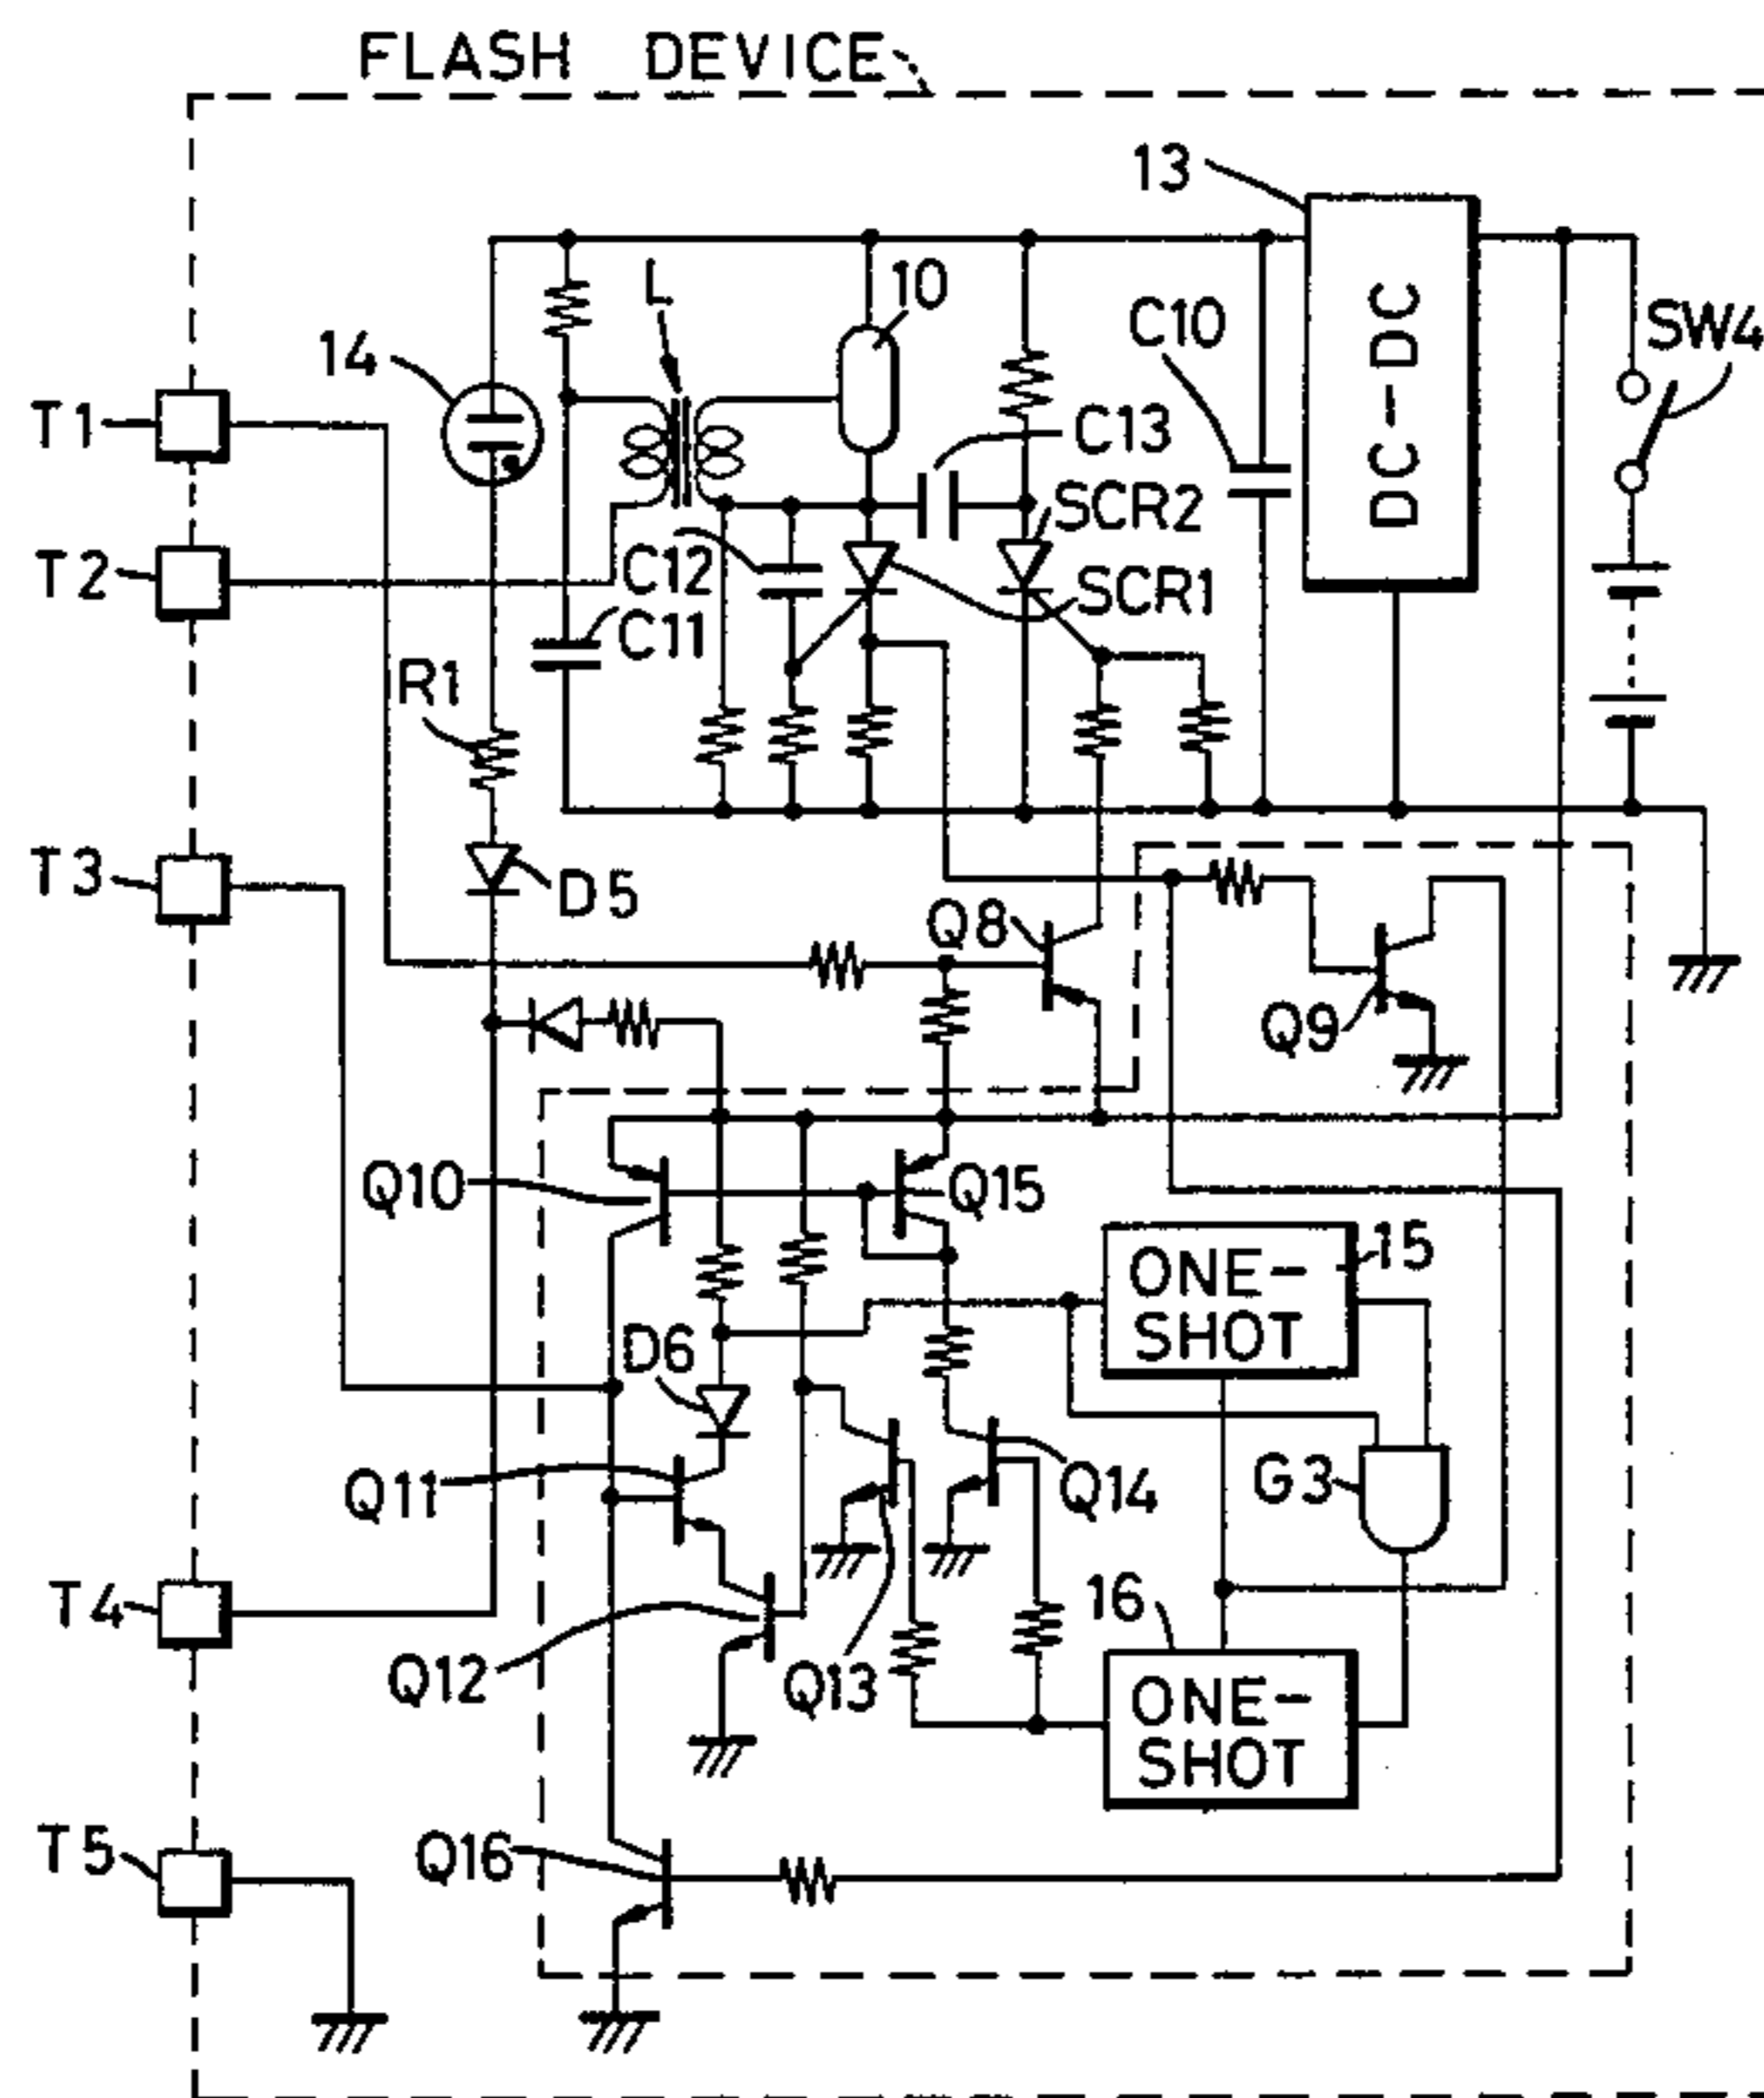 FLASH DEVICE
13
10
L
C10
DC-DC
SW4
14
T1
C13
SCR2
T2
C12
SCR1
C11
R1
T3
D5
Q8
Q9
Q10
Q15
15
ONE-
SHOT
D6
Q11
Q14
G3
T4
16
Q12
Q13
ONE-
SHOT
T5
Q16